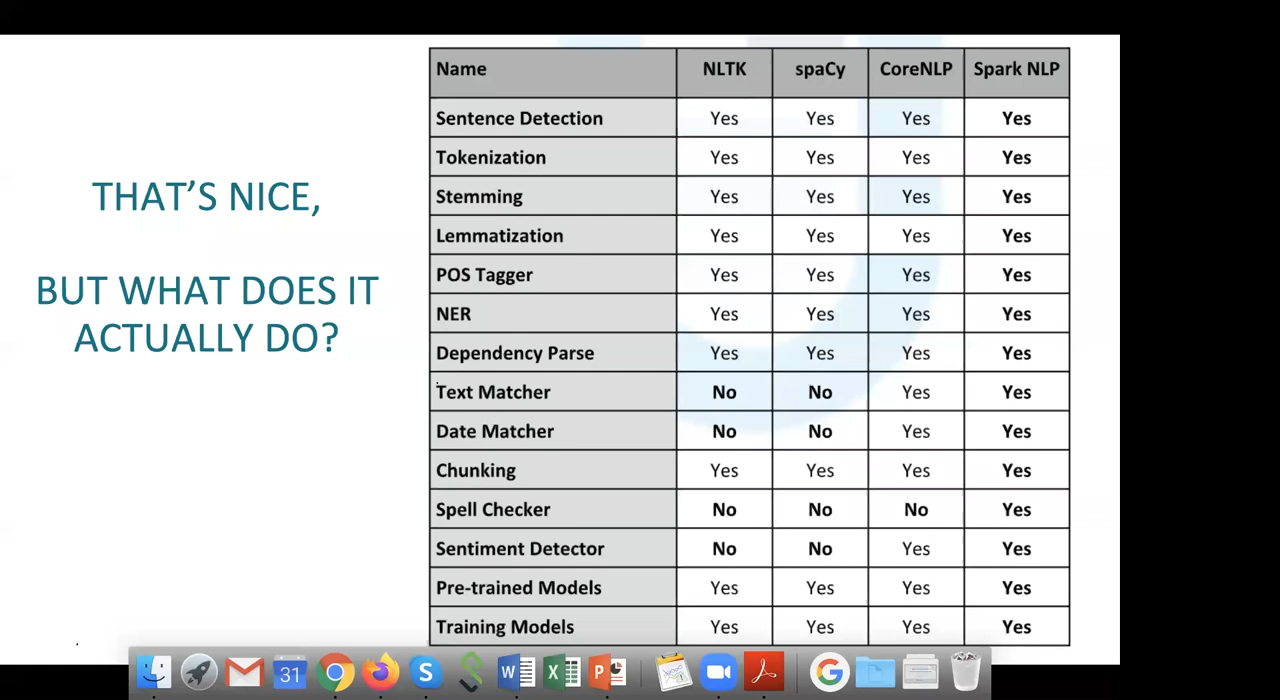 THAT'S NICE,
BUT WHAT DOES IT
ACTUALLY DO?
Name NLTK spaCy CoreNLP Spark NLP
Sentence Detection Yes Yes Yes Yes
Tokenization Yes Yes Yes Yes
Stemming Yes Yes Yes Yes
Lemmatization Yes Yes Yes Yes
POS Tagger Yes Yes Yes Yes
NER Yes Yes Yes Yes
Dependency Parse Yes Yes Yes Yes
Text Matcher No No Yes Yes
Date Matcher No No Yes Yes
Chunking Yes Yes Yes Yes
Spell Checker No No No Yes
Sentiment Detector No No Yes Yes
Pre-trained Models Yes Yes Yes Yes
Training Models Yes Yes Yes Yes
31 S W X P G